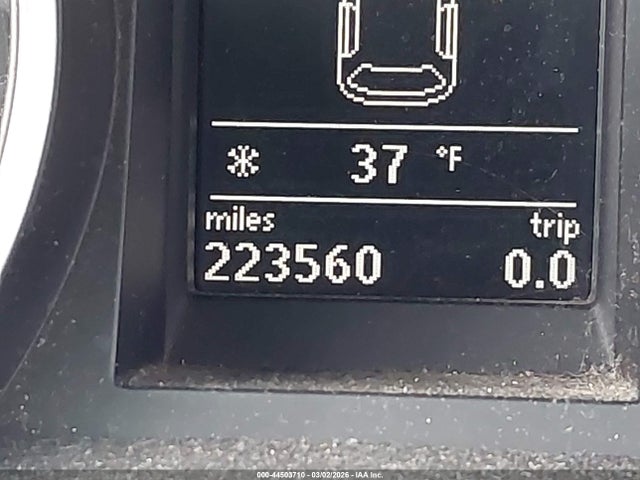 37 °F
miles trip
223560 0.0
000-44503710 - 03/02/2026 - IAA Inc.